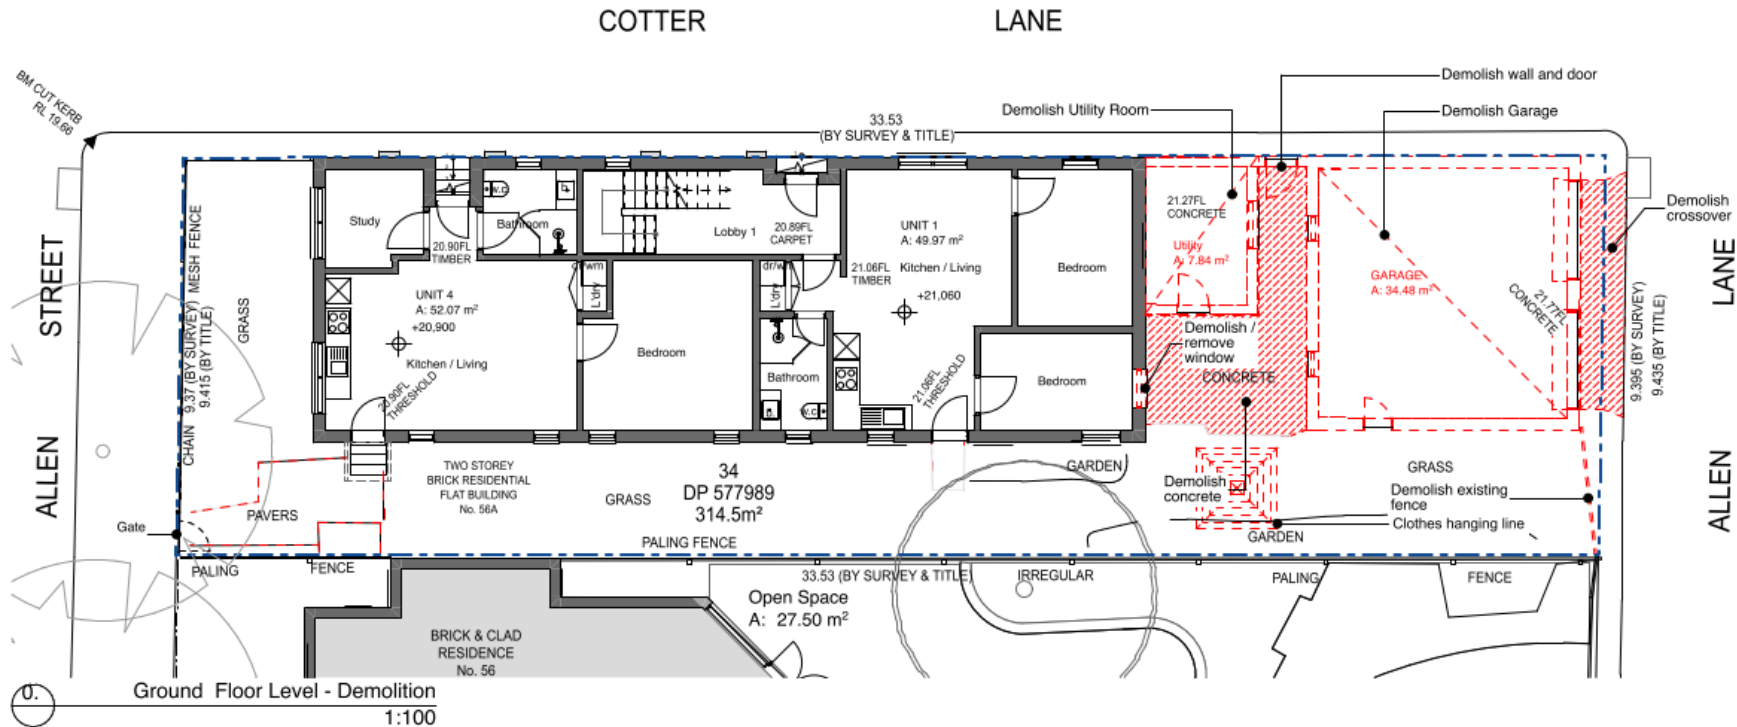 COTTER LANE
BM CUT KERB
RL 19.66
33.53
(BY SURVEY & TITLE)
Demolish Utility Room
Demolish wall and door
Demolish Garage
Demolish
crossover
ALLEN STREET
CHAIN MESH FENCE
9.37 (BY SURVEY)
9.415 (BY TITLE)
GRASS
Study
20.90FL
TIMBER
W.C
Bathroom
Lobby 1
20.89FL
CARPET
UNIT 1
A: 49.97 m²
Kitchen / Living
21.06FL
TIMBER
+21,060
Bedroom
21.27FL
CONCRETE
Utility
A: 7.84 m²
GARAGE
A: 34.48 m²
21.77FL
CONCRETE
9.395 (BY SURVEY)
9.435 (BY TITLE)
ALLEN LANE
UNIT 4
A: 52.07 m²
+20,900
Kitchen / Living
20.90FL
THRESHOLD
L'dry
Bedroom
L'dry
Bathroom
W.C
21.06FL
THRESHOLD
Bedroom
Demolish /
remove
window
CONCRETE
TWO STOREY
BRICK RESIDENTIAL
FLAT BUILDING
No. 56A
GRASS
34
DP 577989
314.5m²
GARDEN
Demolish
concrete
GRASS
Demolish existing
fence
Clothes hanging line
GARDEN
Gate
PAVERS
PALING FENCE
PALING FENCE
33.53 (BY SURVEY & TITLE)
IRREGULAR PALING FENCE
Open Space
A: 27.50 m²
BRICK & CLAD
RESIDENCE
No. 56
0.
Ground Floor Level - Demolition
1:100